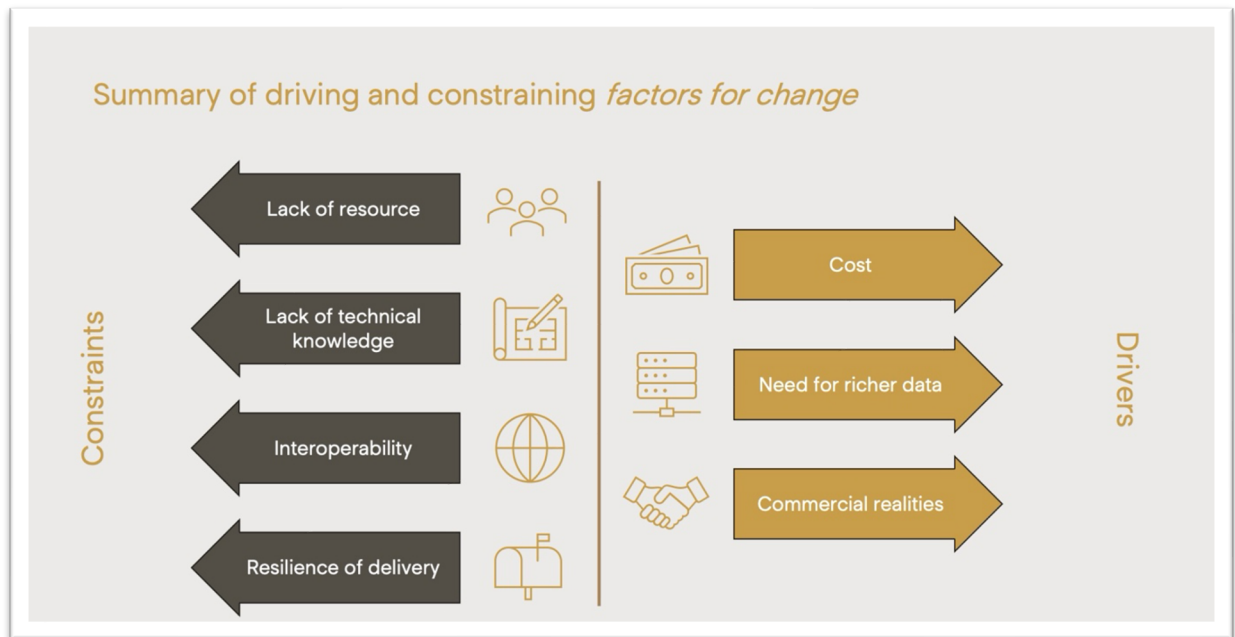 Summary of driving and constraining factors for change
Constraints
Lack of resource
Lack of technical
knowledge
Interoperability
Resilience of delivery
Cost
Need for richer data
Commercial realities
Drivers